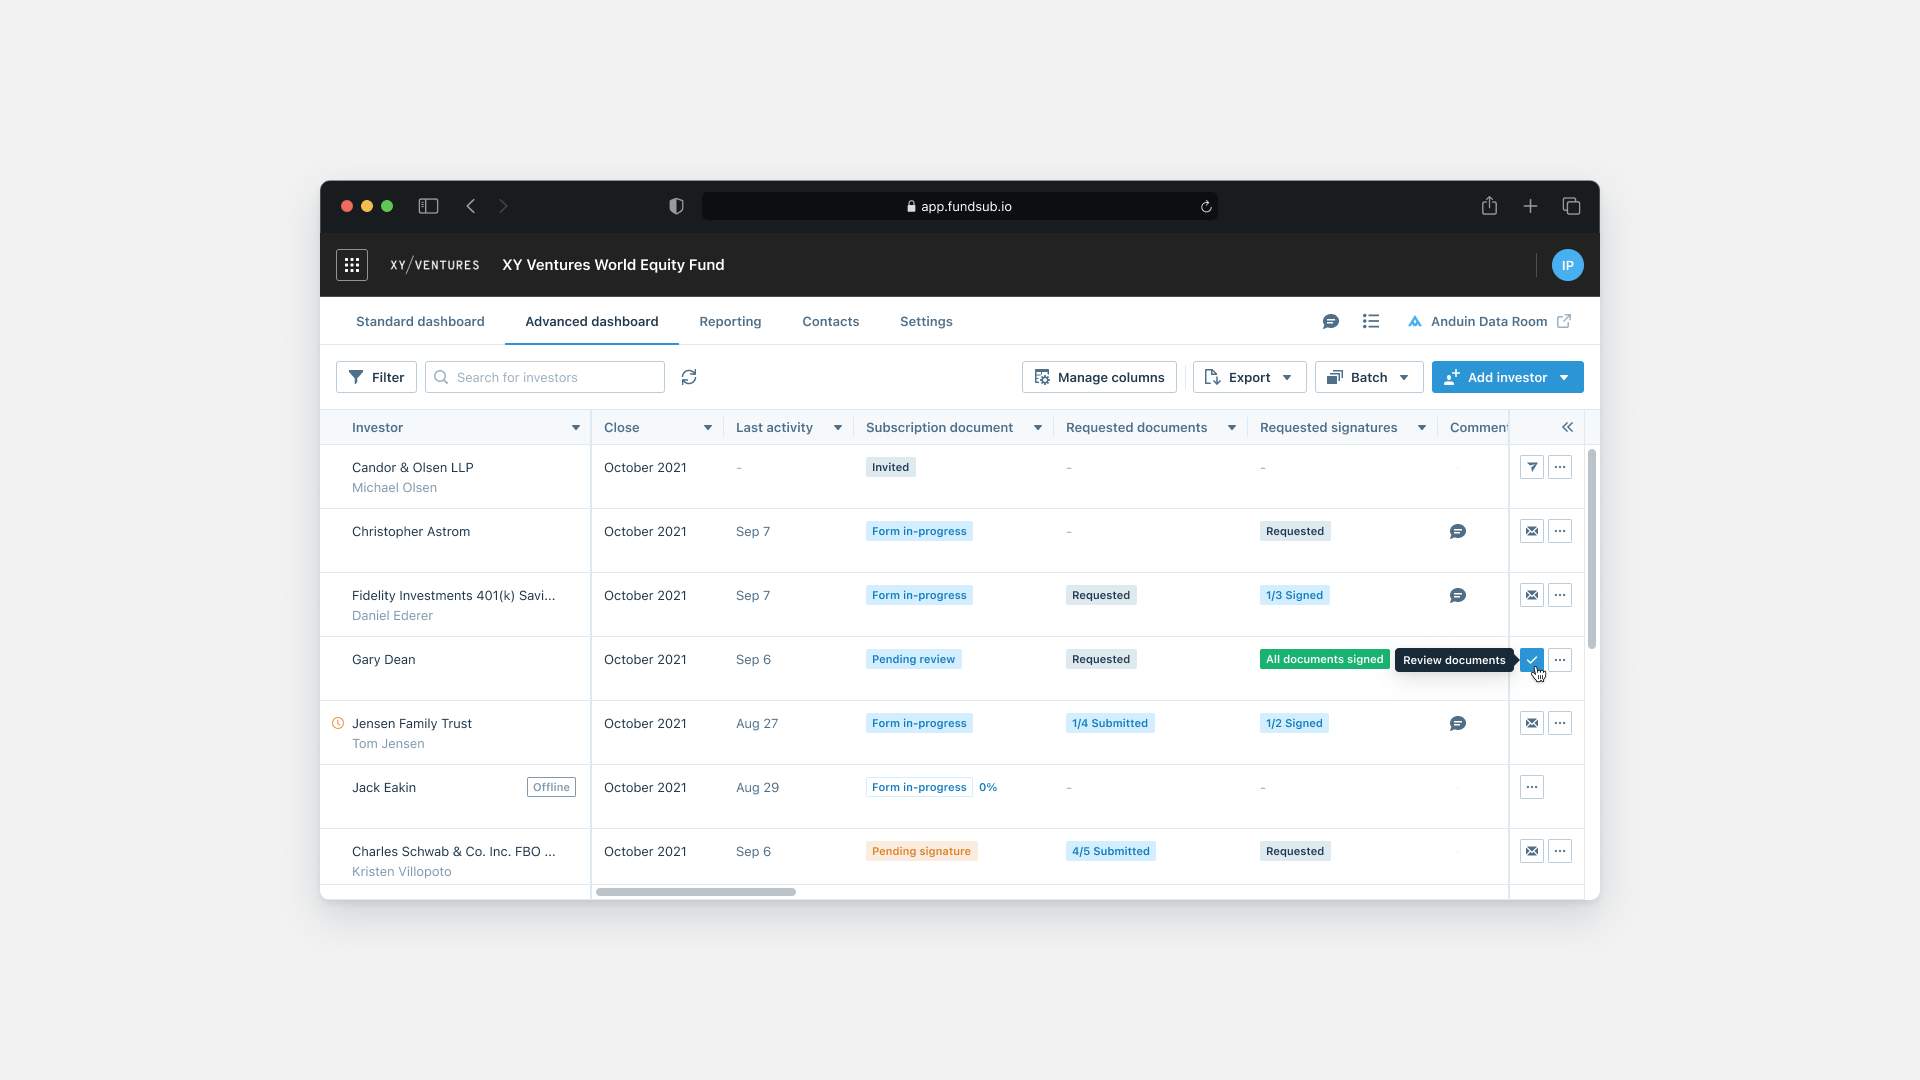 app.fundsub.io
XY/VENTURES XY Ventures World Equity Fund IP
Standard dashboard Advanced dashboard Reporting Contacts Settings Anduin Data Room
Filter Search for investors Manage columns Export Batch Add investor
Investor Close Last activity Subscription document Requested documents Requested signatures Commen
Candor & Olsen LLP October 2021 - Invited - -
Michael Olsen
Christopher Astrom October 2021 Sep 7 Form in-progress - Requested
Fidelity Investments 401(k) Savi... October 2021 Sep 7 Form in-progress Requested 1/3 Signed
Daniel Ederer
Gary Dean October 2021 Sep 6 Pending review Requested All documents signed Review documents
Jensen Family Trust October 2021 Aug 27 Form in-progress 1/4 Submitted 1/2 Signed
Tom Jensen
Jack Eakin Offline October 2021 Aug 29 Form in-progress 0% - -
Charles Schwab & Co. Inc. FBO ... October 2021 Sep 6 Pending signature 4/5 Submitted Requested
Kristen Villopoto